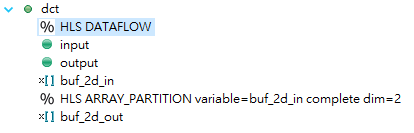 dct
% HLS DATAFLOW
input
output
×[] buf_2d_in
% HLS ARRAY_PARTITION variable=buf_2d_in complete dim=2
×[] buf_2d_out